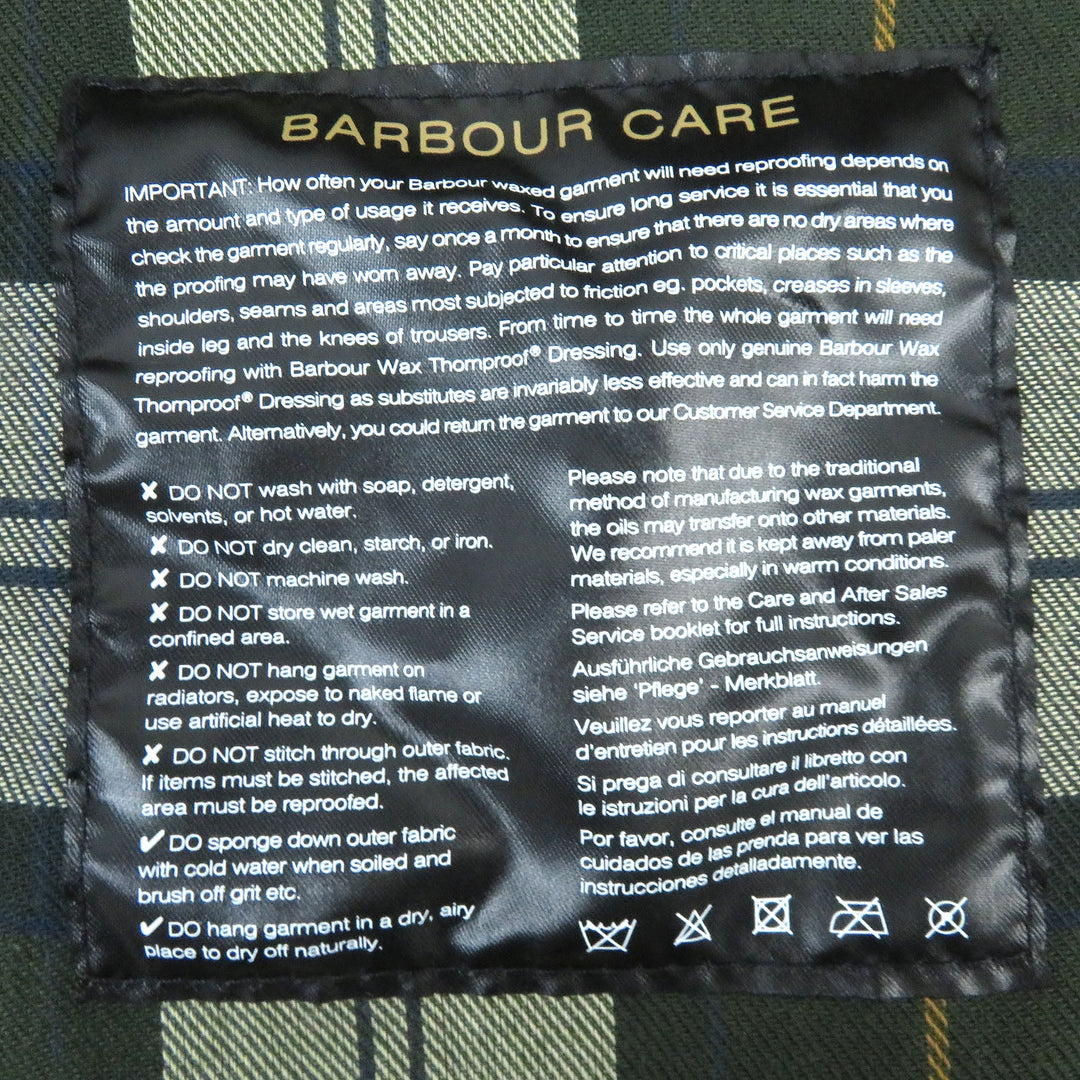 BARBOUR CARE
IMPORTANT: How often your Barbour waxed garment will need reproofing depends on
the amount and type of usage it receives. To ensure long service it is essential that you
check the garment regularly, say once a month to ensure that there are no dry areas where
the proofing may have worn away. Pay particular attention to critical places such as the
shoulders, seams and areas most subjected to friction eg. pockets, creases in sleeves,
inside leg and the knees of trousers. From time to time the whole garment will need
reproofing with Barbour Wax Thornproof® Dressing. Use only genuine Barbour Wax
Thornproof® Dressing as substitutes are invariably less effective and can in fact harm the
garment. Alternatively, you could return the garment to our Customer Service Department.
✘ DO NOT wash with soap, detergent,
solvents, or hot water.
✘ DO NOT dry clean, starch, or iron.
✘ DO NOT machine wash.
✘ DO NOT store wet garment in a
confined area.
✘ DO NOT hang garment on
radiators, expose to naked flame or
use artificial heat to dry.
✘ DO NOT stitch through outer fabric.
If items must be stitched, the affected
area must be reproofed.
✔ DO sponge down outer fabric
with cold water when soiled and
brush off grit etc.
✔ DO hang garment in a dry, airy
place to dry off naturally.
Please note that due to the traditional
method of manufacturing wax garments,
the oils may transfer onto other materials.
We recommend it is kept away from paler
materials, especially in warm conditions.
Please refer to the Care and After Sales
Service booklet for full instructions.
Ausführliche Gebrauchsanweisungen
siehe 'Pflege' - Merkblatt.
Veuillez vous reporter au manuel
d'entretien pour les instructions détaillées.
Si prega di consultare il libretto con
le istruzioni per la cura dell'articolo.
Por favor, consulte el manual de
cuidados de las prenda para ver las
instrucciones detalladamente.